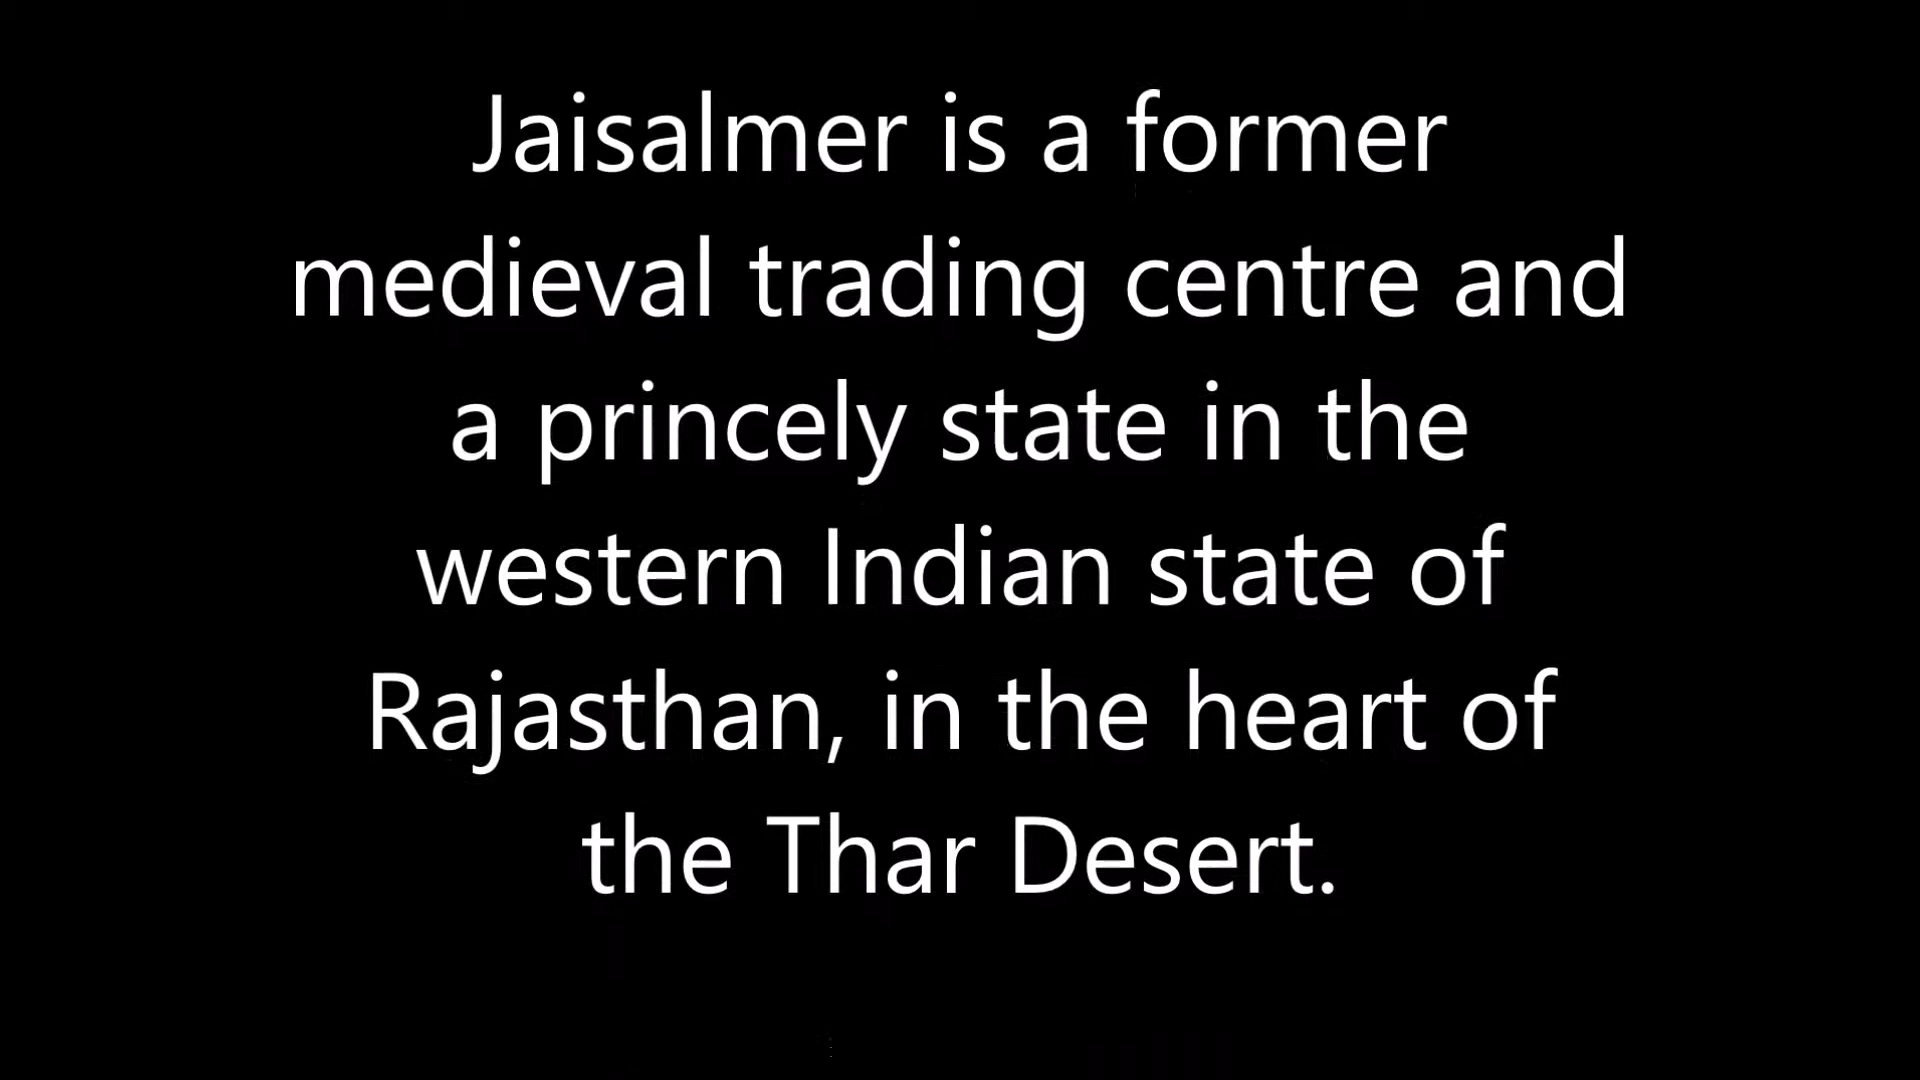 Jaisalmer is a former
medieval trading centre and
a princely state in the
western Indian state of
Rajasthan, in the heart of
the Thar Desert.